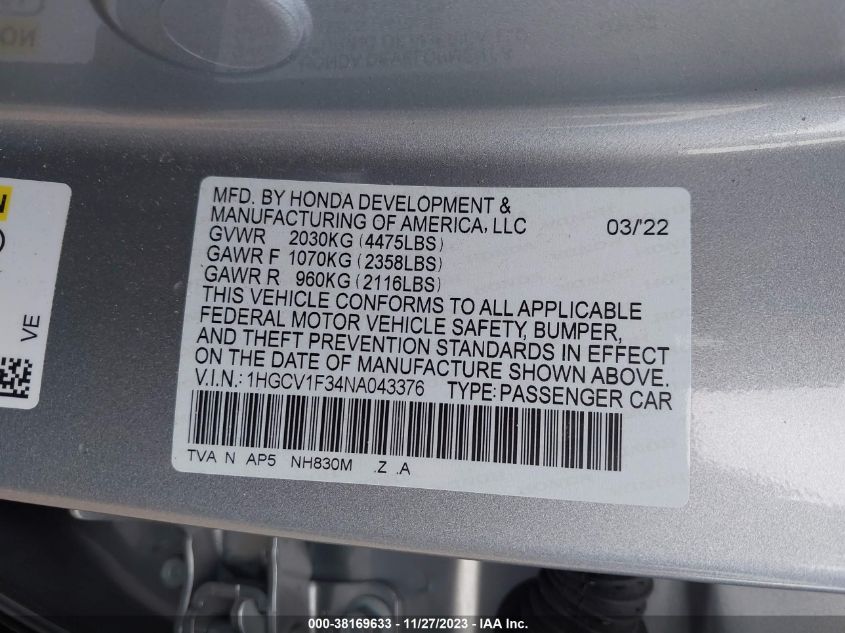 MFD. BY HONDA DEVELOPMENT &
MANUFACTURING OF AMERICA, LLC 03/'22
GVWR 2030KG (4475LBS)
GAWR F 1070KG (2358LBS)
GAWR R 960KG (2116LBS)
THIS VEHICLE CONFORMS TO ALL APPLICABLE
FEDERAL MOTOR VEHICLE SAFETY, BUMPER,
AND THEFT PREVENTION STANDARDS IN EFFECT
ON THE DATE OF MANUFACTURE SHOWN ABOVE.
V.I.N.: 1HGCV1F34NA043376 TYPE: PASSENGER CAR
TVA N AP5 NH830M .Z .A
VE
000-38169633 — 11/27/2023 — © IAA Inc.